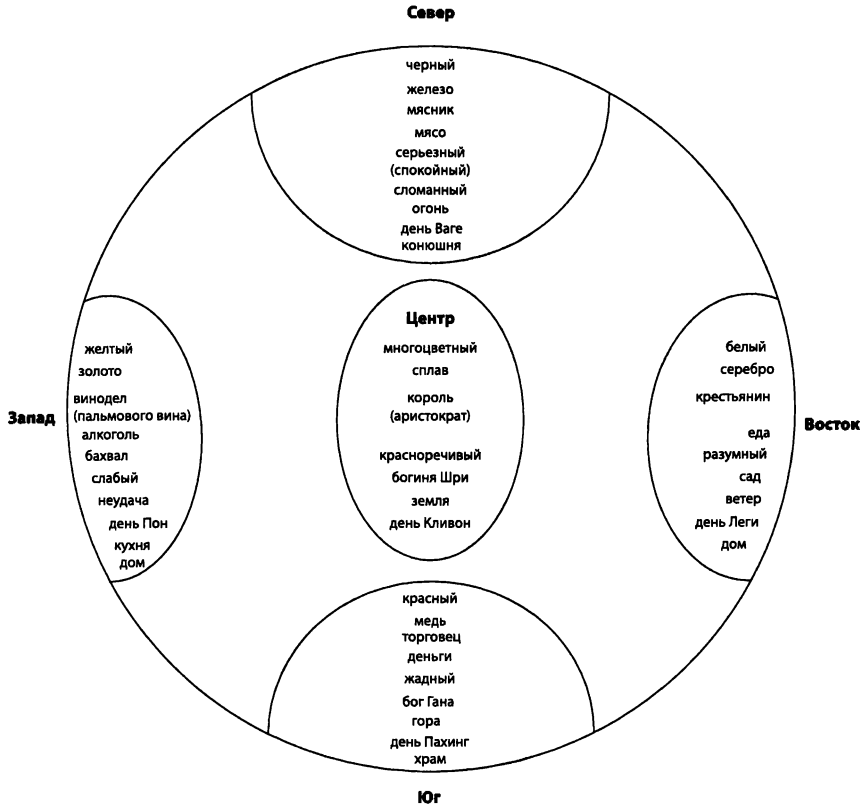 Север
черный
железо
мясник
мясо
серьезный
(спокойный)
сломанный
огонь
день Ваге
конюшня
Запад
желтый
золото
винодел
(пальмового вина)
алкоголь
бахвал
слабый
неудача
день Пон
кухня
дом
Центр
многоцветный
сплав
король
(аристократ)
красноречивый
богиня Шри
земля
день Кливон
Восток
белый
серебро
крестьянин
еда
разумный
сад
ветер
день Леги
дом
красный
медь
торговец
деньги
жадный
бог Гана
гора
день Пахинг
храм
Юг